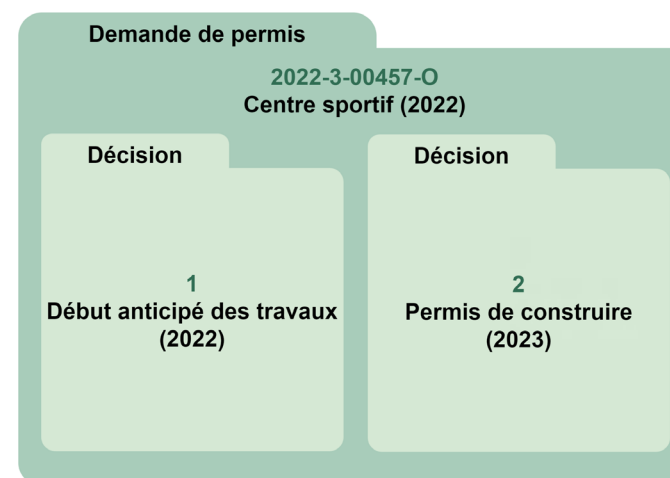 Demande de permis
2022-3-00457-O
Centre sportif (2022)
Décision
1
Début anticipé des travaux
(2022)
Décision
2
Permis de construire
(2023)